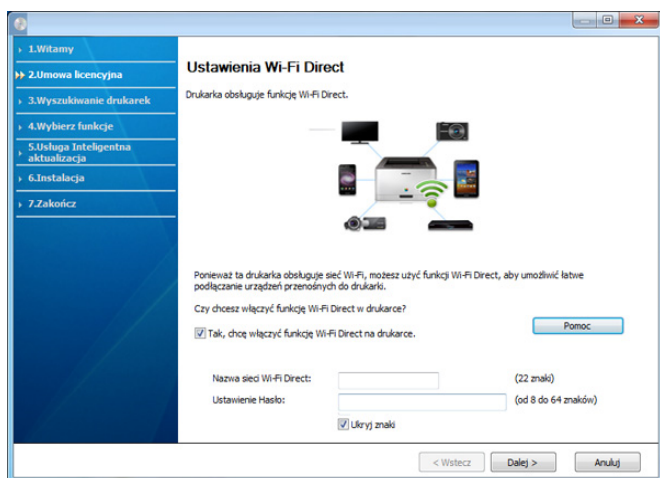 1.Witamy
2.Umowa licencyjna
3.Wyszukiwanie drukarek
4.Wybierz funkcje
5.Usługa Inteligentna
aktualizacja
6.Instalacja
7.Zakończ
Ustawienia Wi-Fi Direct
Drukarka obsługuje funkcję Wi-Fi Direct.
Ponieważ ta drukarka obsługuje sieć Wi-Fi, możesz użyć funkcji Wi-Fi Direct, aby umożliwić łatwe
podłączanie urządzeń przenośnych do drukarki.
Czy chcesz włączyć funkcję Wi-Fi Direct w drukarce?
Tak, chcę włączyć funkcję Wi-Fi Direct na drukarce.
Pomoc
Nazwa sieci Wi-Fi Direct: (22 znaki)
Ustawienie Hasło: (od 8 do 64 znaków)
Ukryj znaki
< Wstecz Dalej > Anuluj